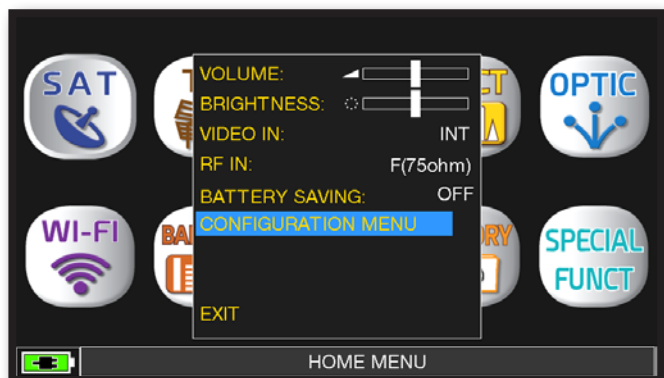 SAT
OPTIC
VOLUME:
BRIGHTNESS:
VIDEO IN: INT
RF IN: F(75ohm)
BATTERY SAVING: OFF
CONFIGURATION MENU
EXIT
WI-FI
SPECIAL
FUNCT
HOME MENU